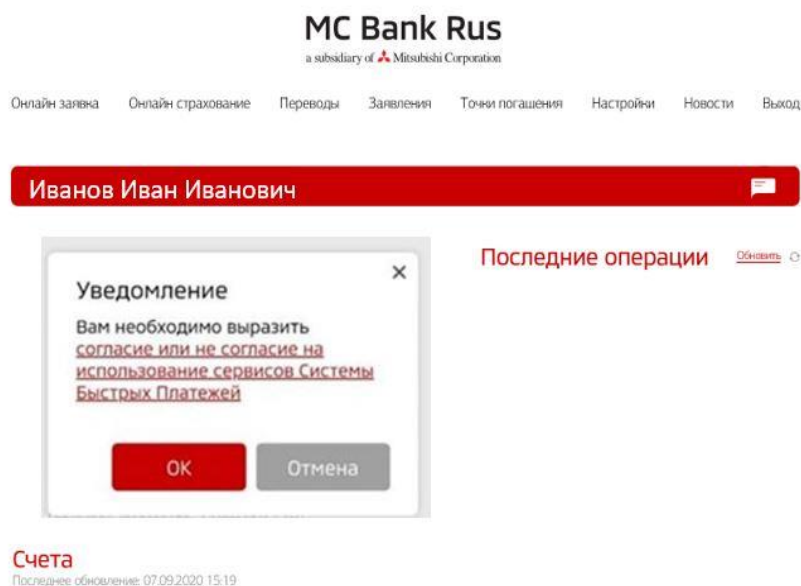 MC Bank Rus
a subsidiary of Mitsubishi Corporation
Онлайн заявка Онлайн страхование Переводы Заявления Точки погашения Настройки Новости Выход
Иванов Иван Иванович
Последние операции Обновить
Уведомление
Вам необходимо выразить
согласие или не согласие на
использование сервисов Системы
Быстрых Платежей
ОК Отмена
Счета
Последнее обновление: 07.09.2020 15:19